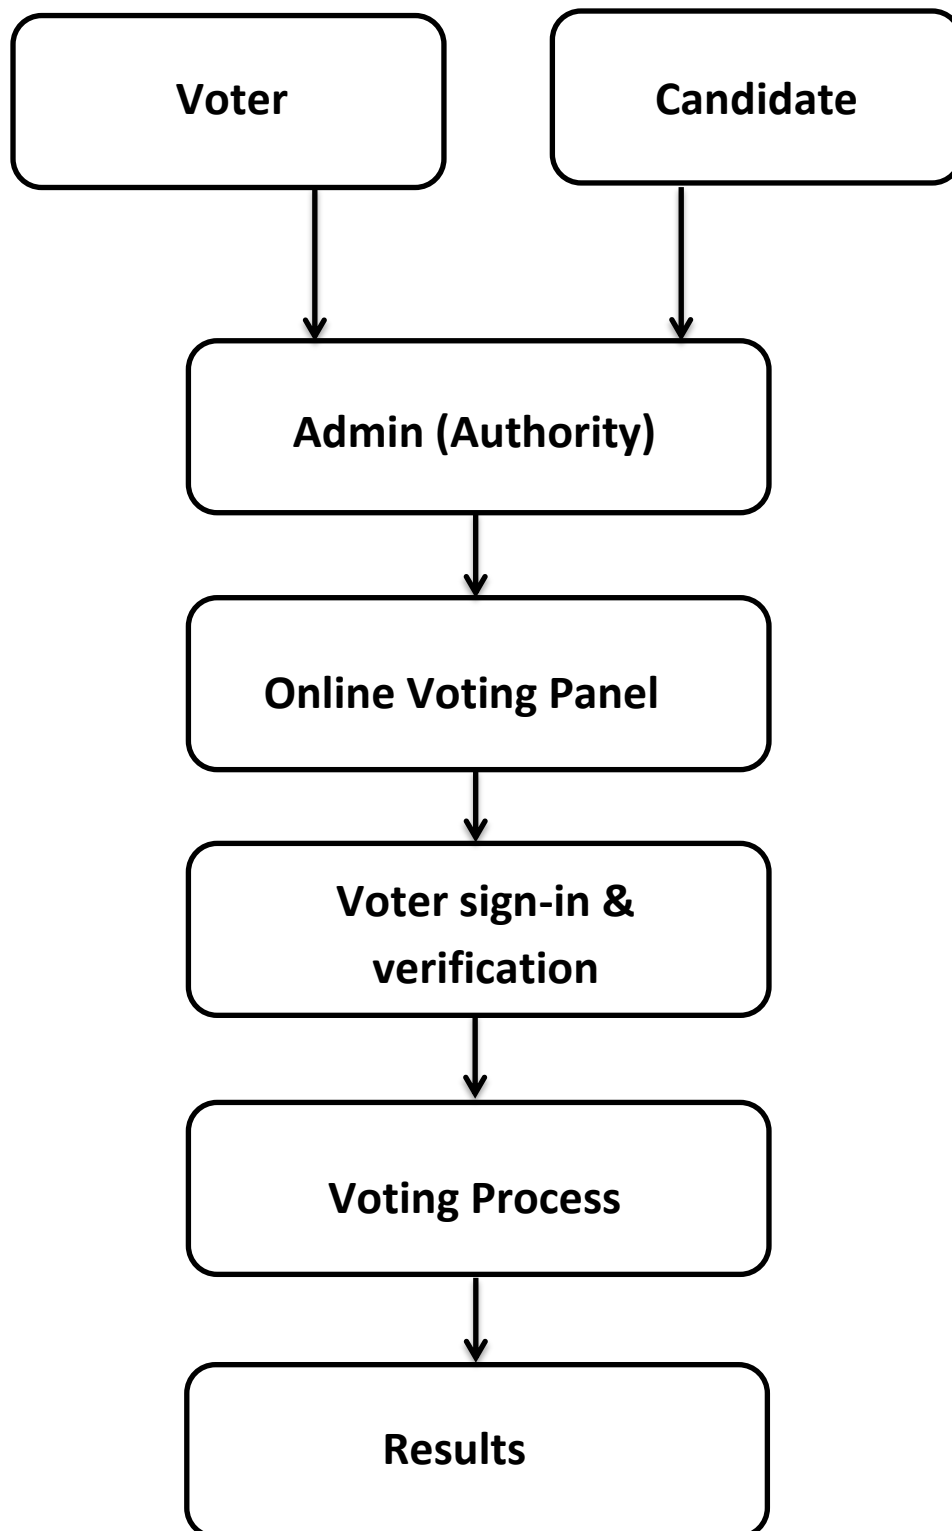 Voter
Candidate
Admin (Authority)
Online Voting Panel
Voter sign-in &
verification
Voting Process
Results